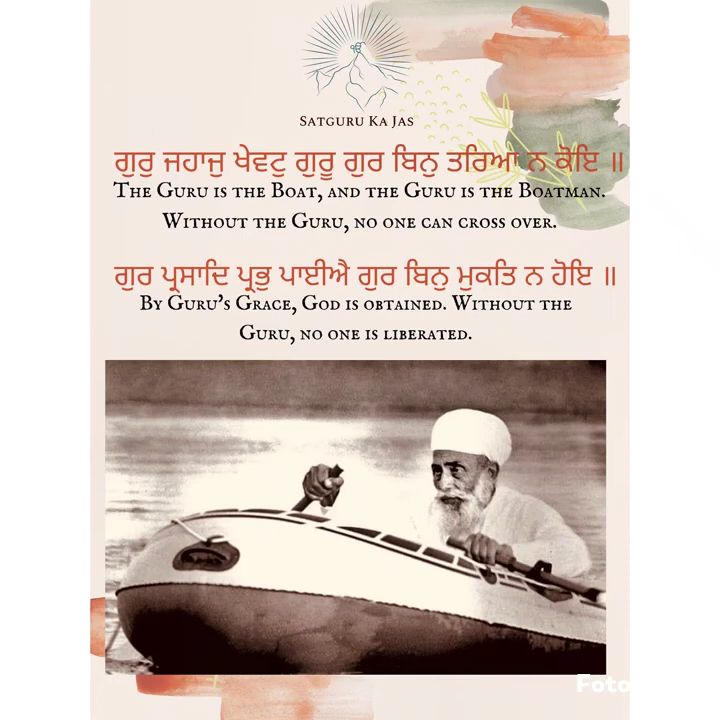 ੴ
SATGURU KA JAS
ਗੁਰੁ ਜਹਾਜੁ ਖੇਵਟੁ ਗੁਰੂ ਗੁਰ ਬਿਨੁ ਤਰਿਆ ਨ ਕੋਇ ॥
THE GURU IS THE BOAT, AND THE GURU IS THE BOATMAN.
WITHOUT THE GURU, NO ONE CAN CROSS OVER.
ਗੁਰ ਪ੍ਰਸਾਦਿ ਪ੍ਰਭੁ ਪਾਈਐ ਗੁਰ ਬਿਨੁ ਮੁਕਤਿ ਨ ਹੋਇ ॥
BY GURU'S GRACE, GOD IS OBTAINED. WITHOUT THE
GURU, NO ONE IS LIBERATED.
Foto